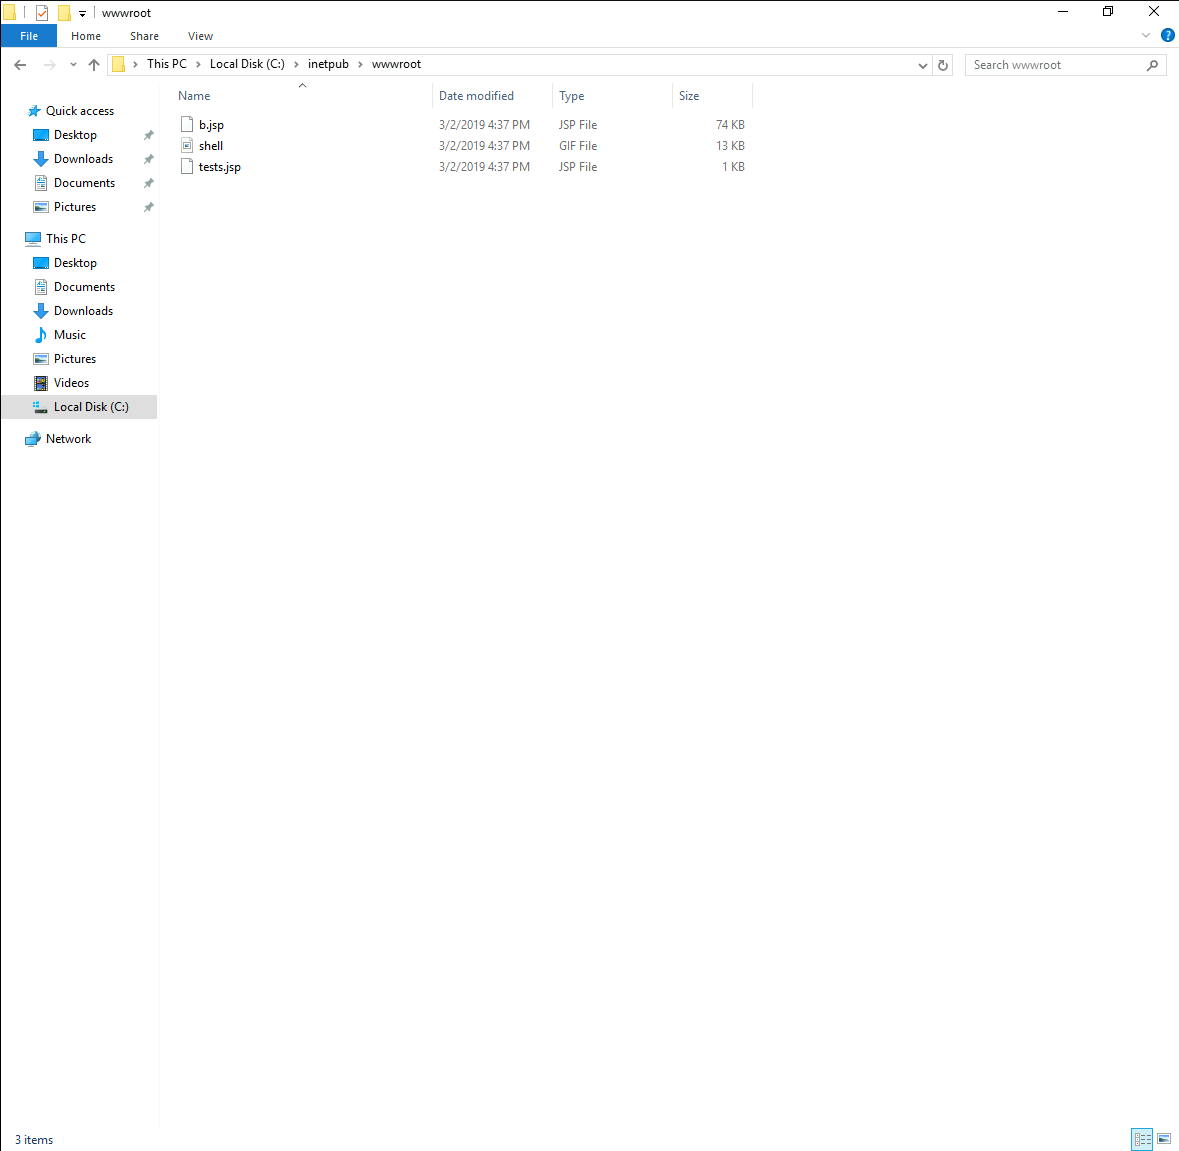 wwwroot
File Home Share View
This PC Local Disk (C:) inetpub wwwroot Search wwwroot
Name Date modified Type Size
Quick access
b.jsp 3/2/2019 4:37 PM JSP File 74 KB
Desktop
shell 3/2/2019 4:37 PM GIF File 13 KB
Downloads
tests.jsp 3/2/2019 4:37 PM JSP File 1 KB
Documents
Pictures
This PC
Desktop
Documents
Downloads
Music
Pictures
Videos
Local Disk (C:)
Network
3 items